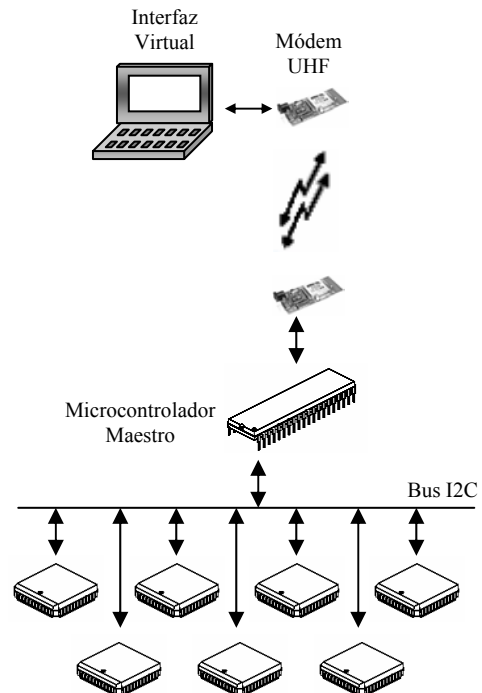 Interfaz
Virtual
Módem
UHF
Microcontrolador
Maestro
Bus I2C